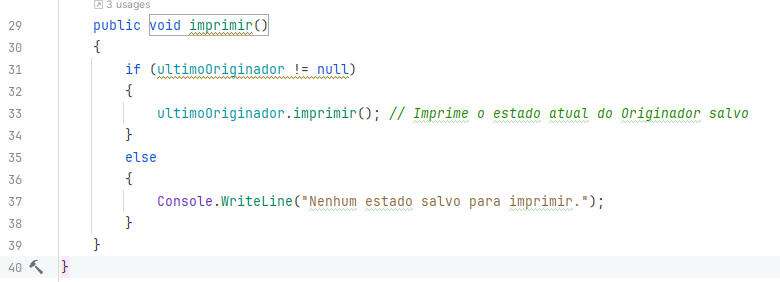 3 usages
29 public void imprimir()
30 {
31 if (ultimoOriginador != null)
32 {
33 ultimoOriginador.imprimir(); // Imprime o estado atual do Originador salvo
34 }
35 else
36 {
37 Console.WriteLine("Nenhum estado salvo para imprimir.");
38 }
39 }
40 }